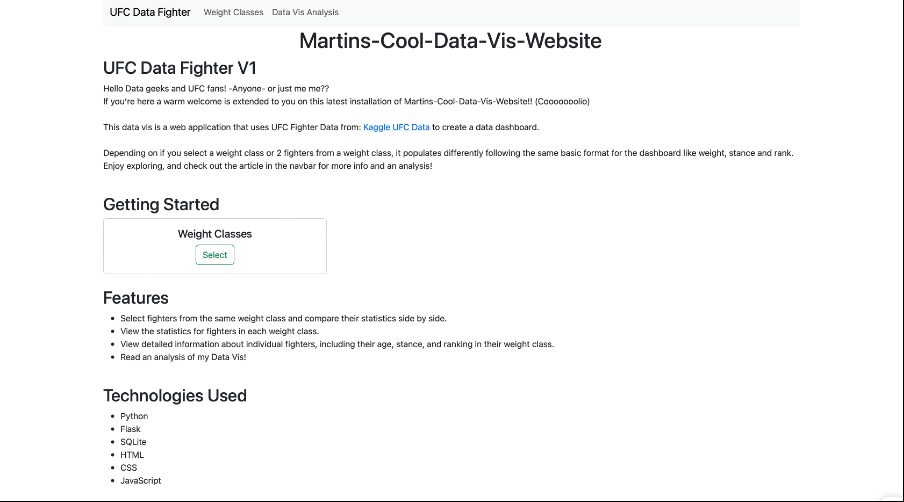 UFC Data Fighter Weight Classes Data Vis Analysis
Martins-Cool-Data-Vis-Website
UFC Data Fighter V1
Hello Data geeks and UFC fans! -Anyone- or just me me??
If you're here a warm welcome is extended to you on this latest installation of Martins-Cool-Data-Vis-Website!! (Cooooooolio)
This data vis is a web application that uses UFC Fighter Data from: Kaggle UFC Data to create a data dashboard.
Depending on if you select a weight class or 2 fighters from a weight class, it populates differently following the same basic format for the dashboard like weight, stance and rank.
Enjoy exploring, and check out the article in the navbar for more info and an analysis!
Getting Started
Weight Classes
Select
Features
• Select fighters from the same weight class and compare their statistics side by side.
• View the statistics for fighters in each weight class.
• View detailed information about individual fighters, including their age, stance, and ranking in their weight class.
• Read an analysis of my Data Vis!
Technologies Used
• Python
• Flask
• SQLite
• HTML
• CSS
• JavaScript